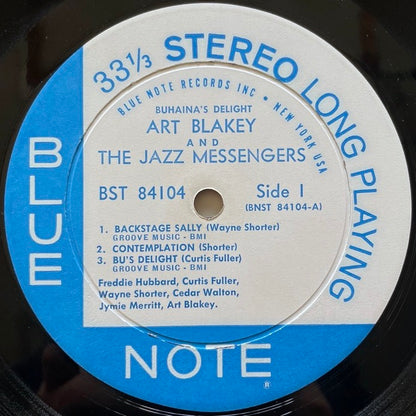 33⅓ STEREO LONG PLAYING
BLUE NOTE RECORDS INC • NEW YORK USA
BUHAINA'S DELIGHT
ART BLAKEY
AND
THE JAZZ MESSENGERS
BST 84104 Side 1
(BNST 84104-A)
1. BACKSTAGE SALLY (Wayne Shorter)
GROOVE MUSIC - BMI
2. CONTEMPLATION (Shorter)
3. BU'S DELIGHT (Curtis Fuller)
GROOVE MUSIC - BMI
Freddie Hubbard, Curtis Fuller,
Wayne Shorter, Cedar Walton,
Jymie Merritt, Art Blakey.
BLUE
NOTE
®